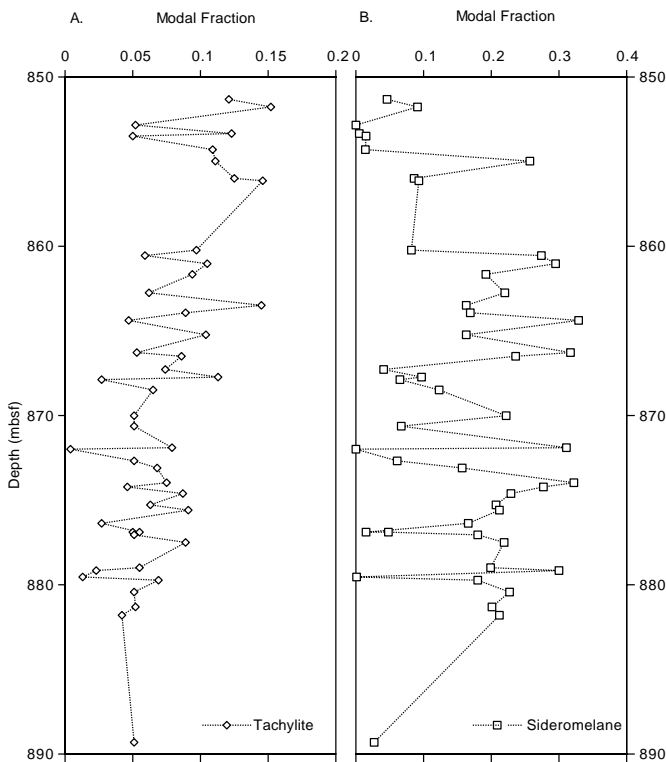 A. Modal Fraction B. Modal Fraction
0 0.05 0.1 0.15 0.2 0 0.1 0.2 0.3 0.4
850 850
860 860
Depth (mbsf)
870 870
880 880
Tachylite Sideromelane
890 890